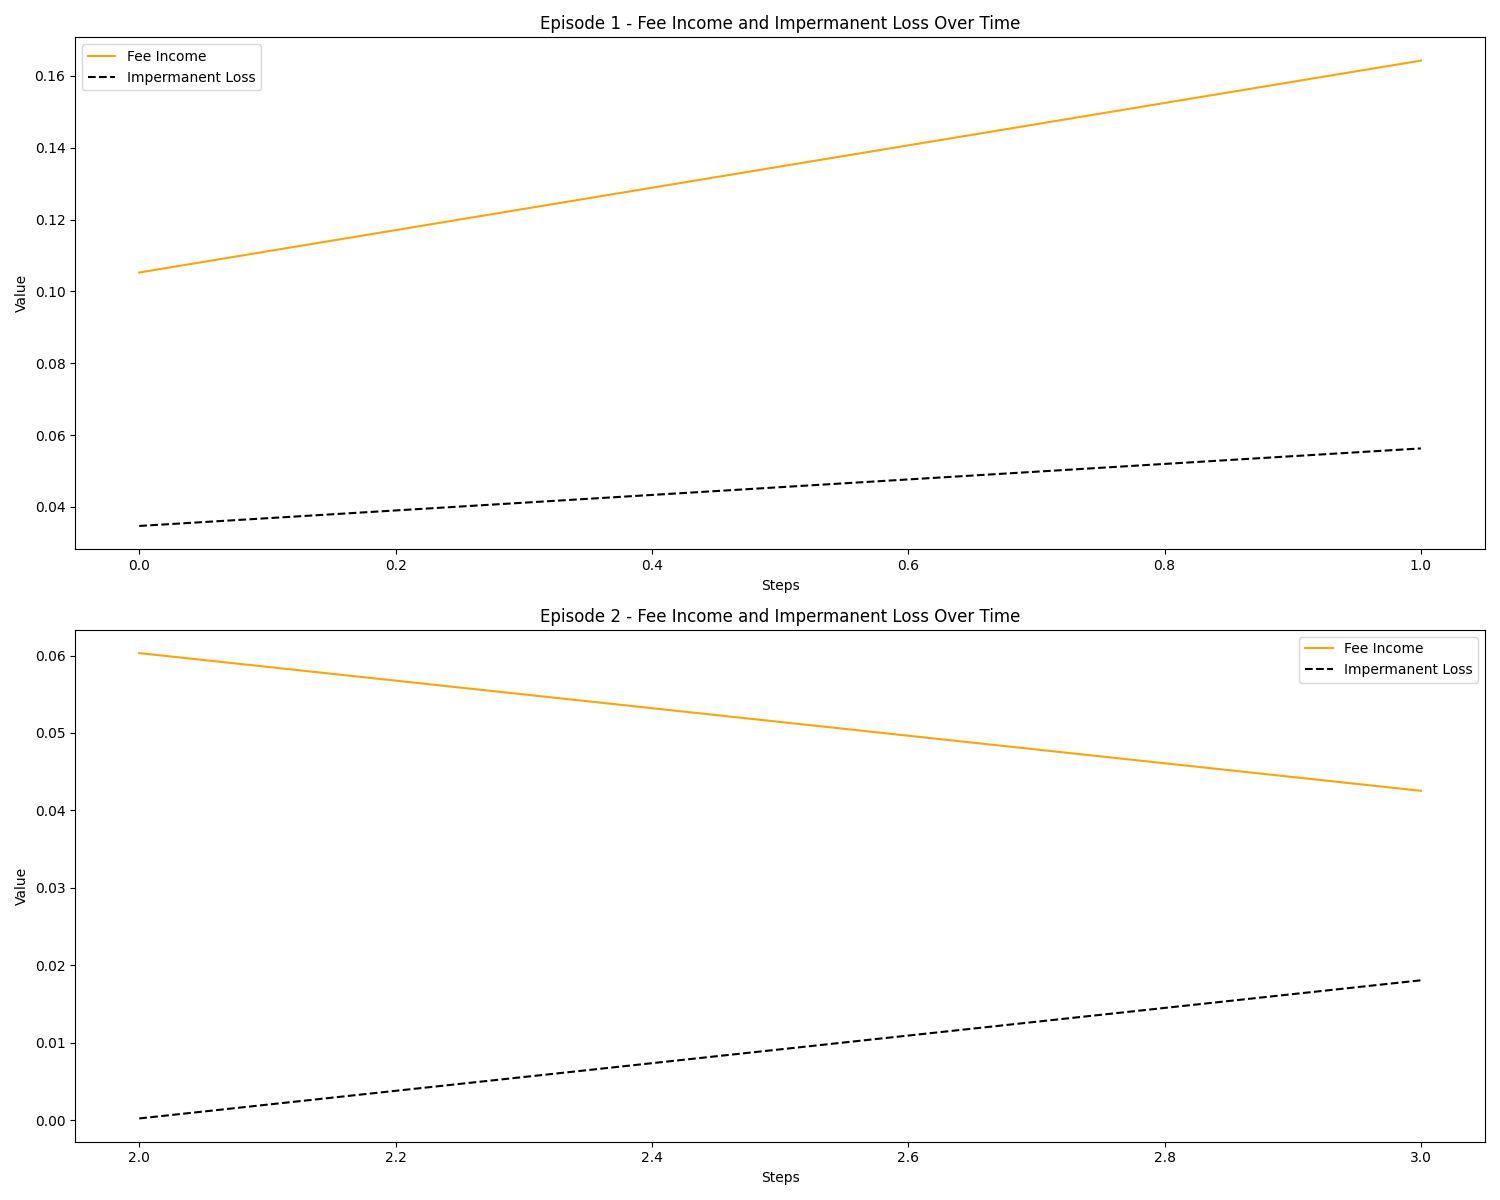 Episode 1 - Fee Income and Impermanent Loss Over Time
Fee Income
Impermanent Loss
0.16
0.14
0.12
0.10
0.08
0.06
0.04
Value
0.0 0.2 0.4 0.6 0.8 1.0
Steps
Episode 2 - Fee Income and Impermanent Loss Over Time
Fee Income
Impermanent Loss
0.06
0.05
0.04
0.03
0.02
0.01
0.00
Value
2.0 2.2 2.4 2.6 2.8 3.0
Steps